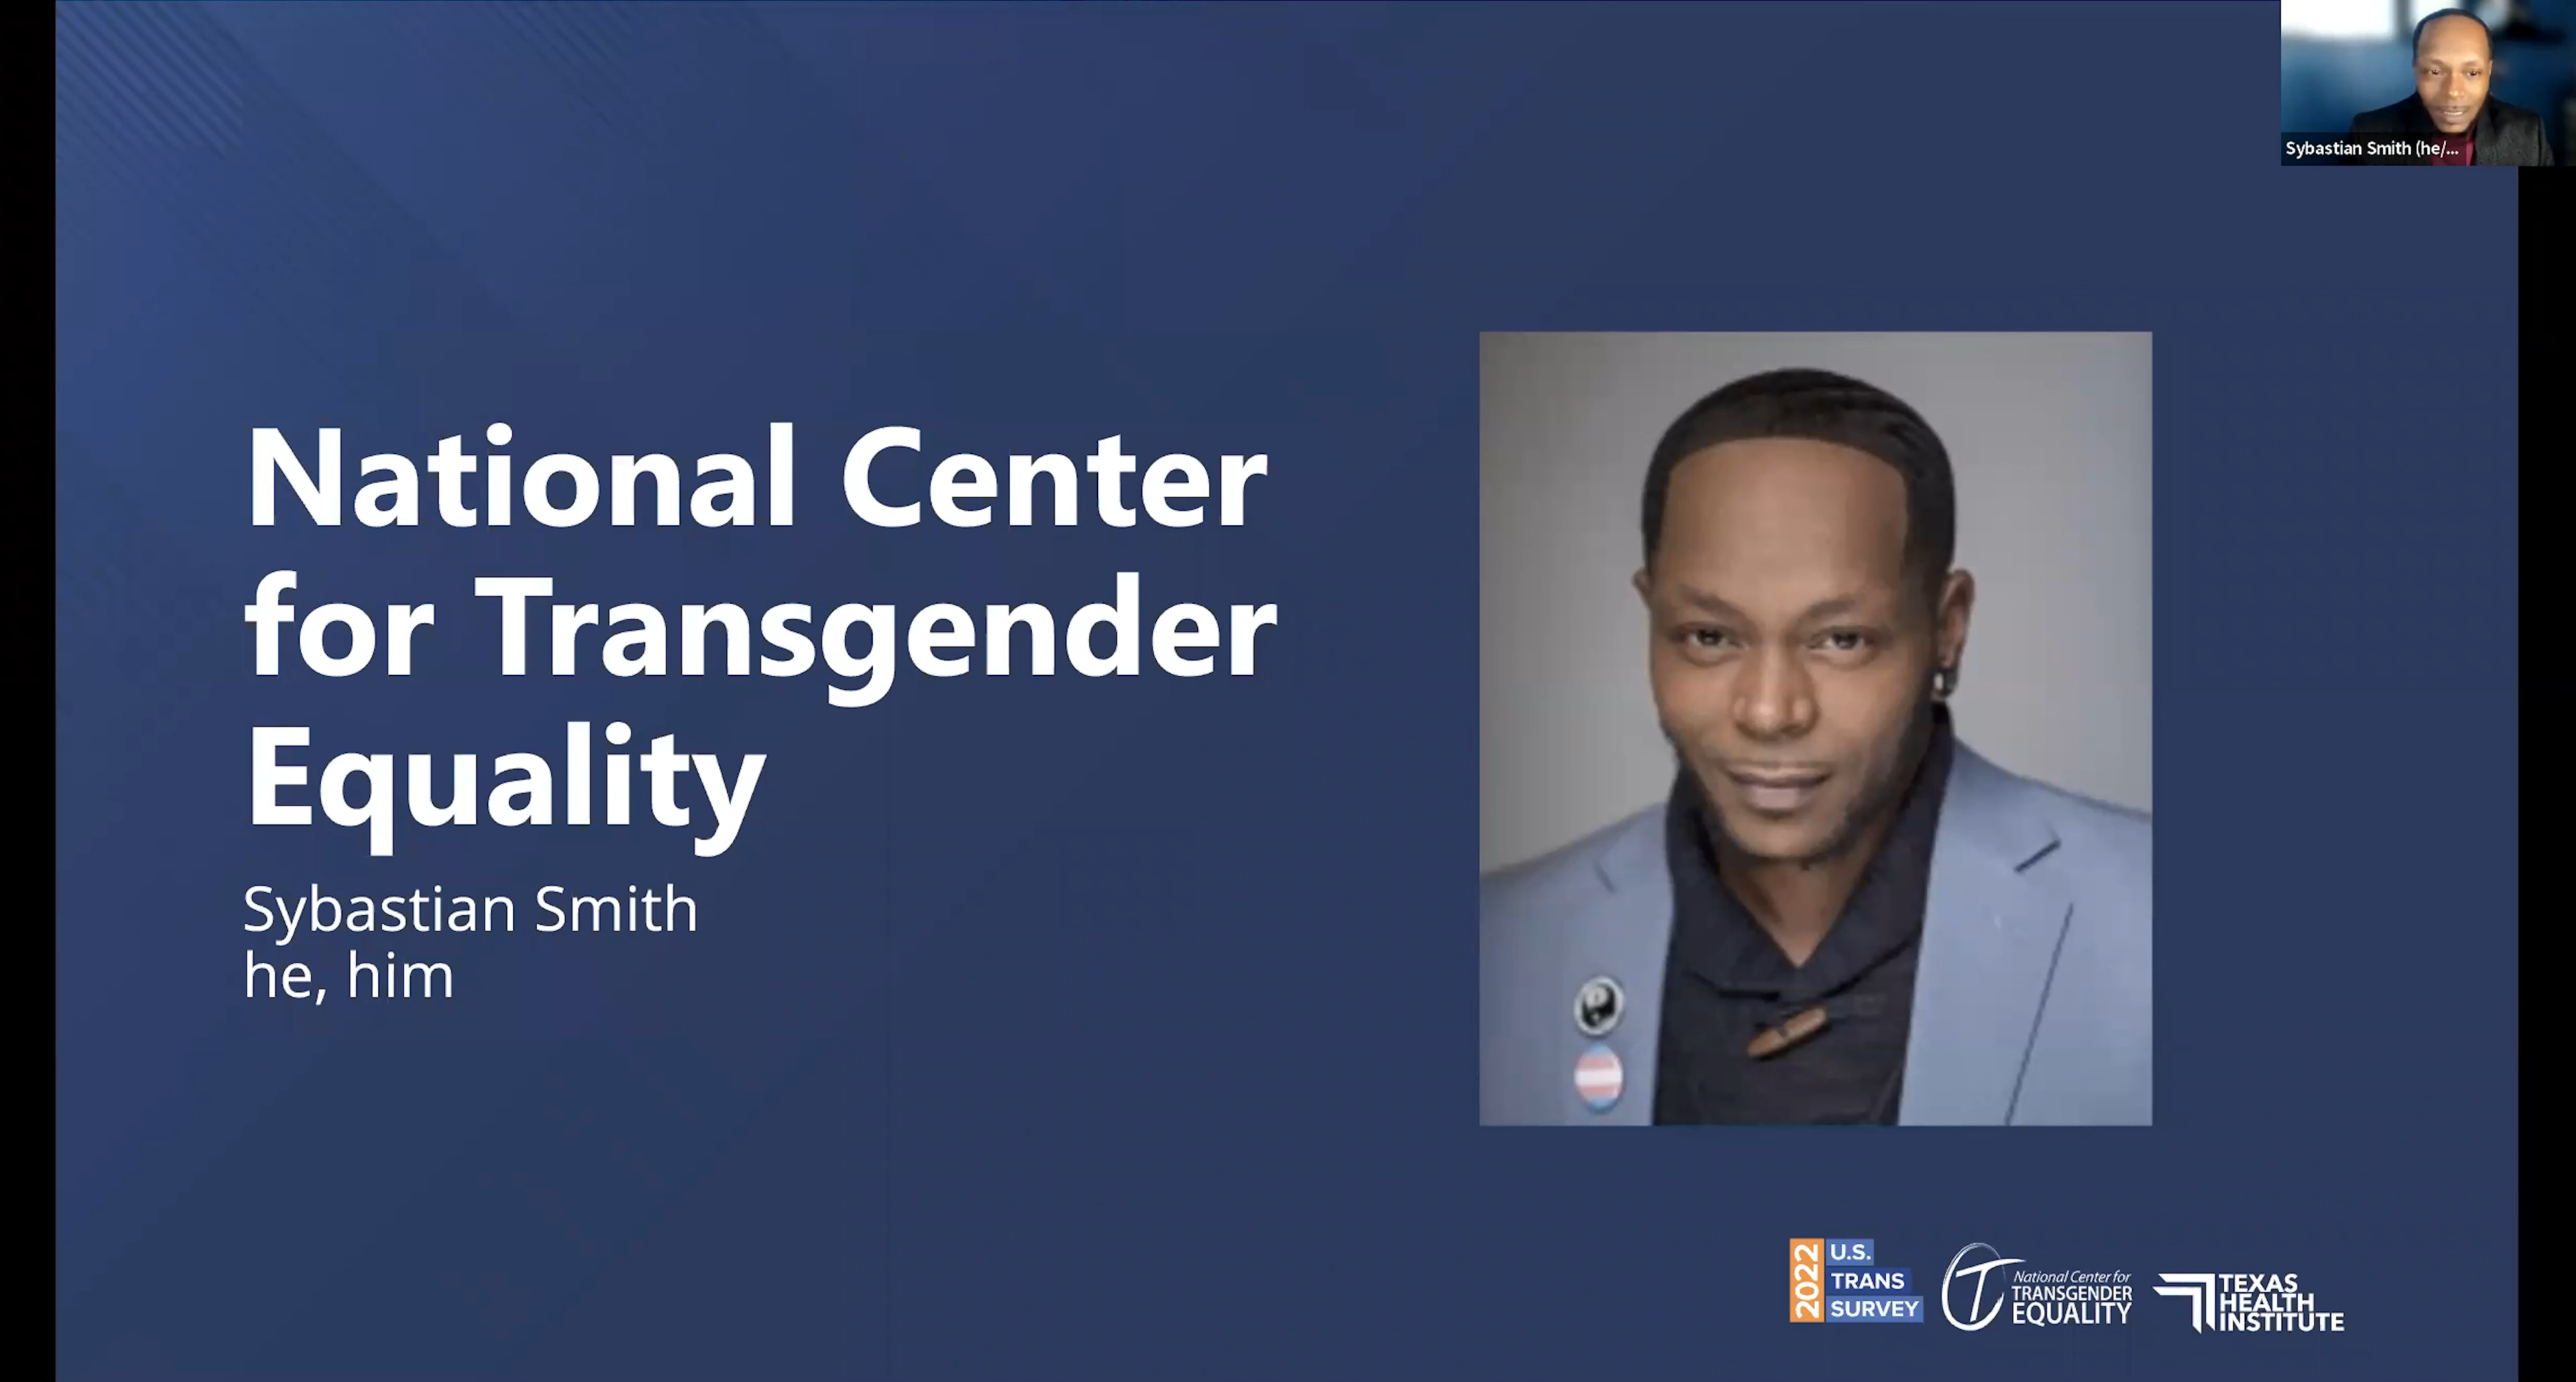 Sybastian Smith (he/...
National Center
for Transgender
Equality
Sybastian Smith
he, him
2022
U.S.
TRANS
SURVEY
National Center for
TRANSGENDER
EQUALITY
TEXAS
HEALTH
INSTITUTE